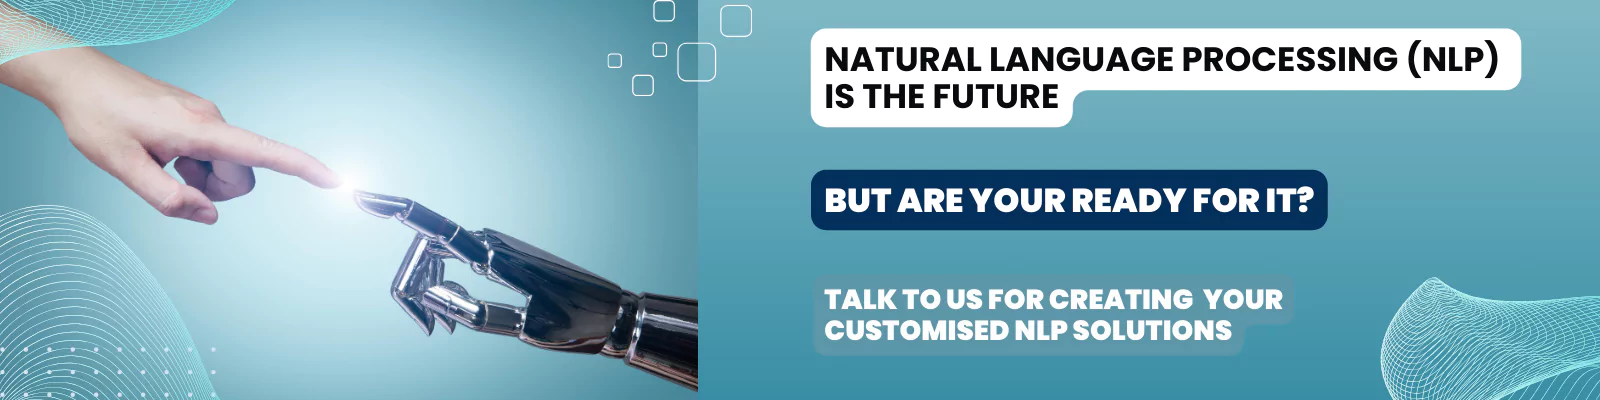 NATURAL LANGUAGE PROCESSING (NLP)
IS THE FUTURE
BUT ARE YOUR READY FOR IT?
TALK TO US FOR CREATING YOUR
CUSTOMISED NLP SOLUTIONS